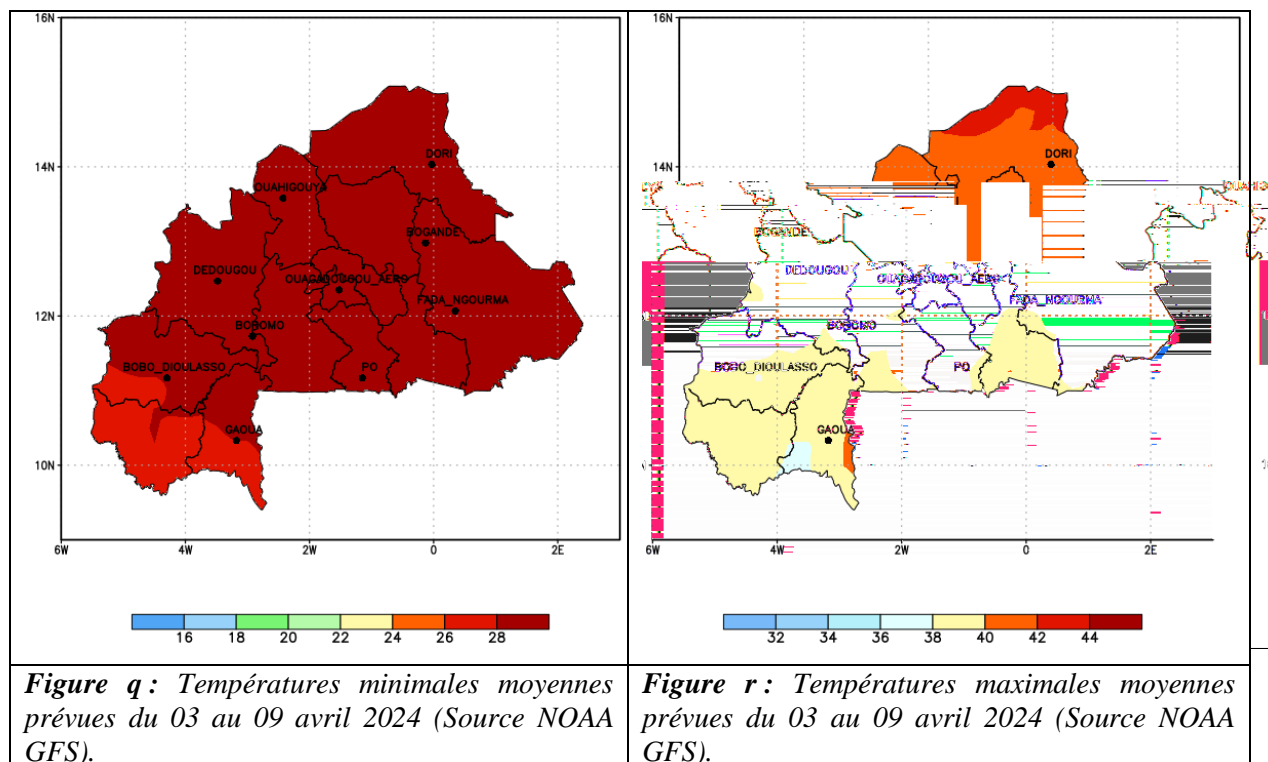 16N
14N
12N
10N
6W 4W 2W 0 2E
DORI
OUAHIGOUYA
BOGANDE
DEDOUGOU
OUAGADOUGOU_AERO
FADA_NGOURMA
BOROMO
BOBO_DIOULASSO
PO
GAOUA
16 18 20 22 24 26 28
Figure q : Températures minimales moyennes
prévues du 03 au 09 avril 2024 (Source NOAA
GFS).
16N
14N
DORI
BOGANDE
DEDOUGOU
OUAGADOUGOU_AERO
FADA_NGOURMA
BOROMO
BOBO_DIOULASSO
PO
GAOUA
6W 4W 2W 0 2E
32 34 36 38 40 42 44
Figure r : Températures maximales moyennes
prévues du 03 au 09 avril 2024 (Source NOAA
GFS).